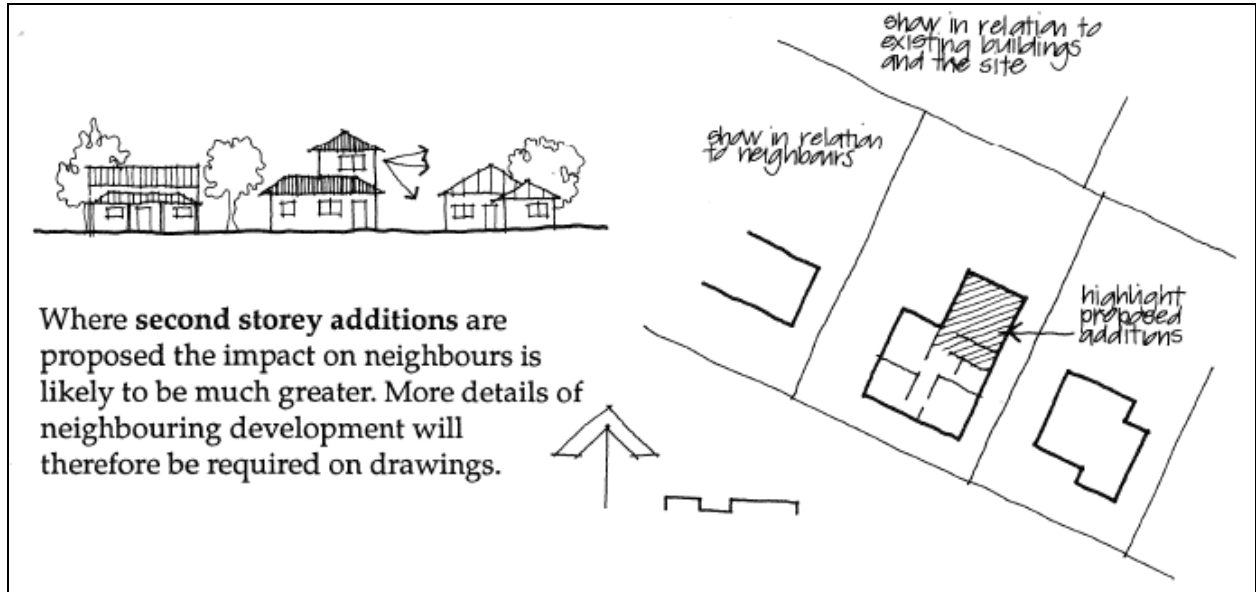 show in relation to
existing buildings
and the site
show in relation
to neighbours
highlight
proposed
additions
Where second storey additions are
proposed the impact on neighbours is
likely to be much greater. More details of
neighbouring development will
therefore be required on drawings.